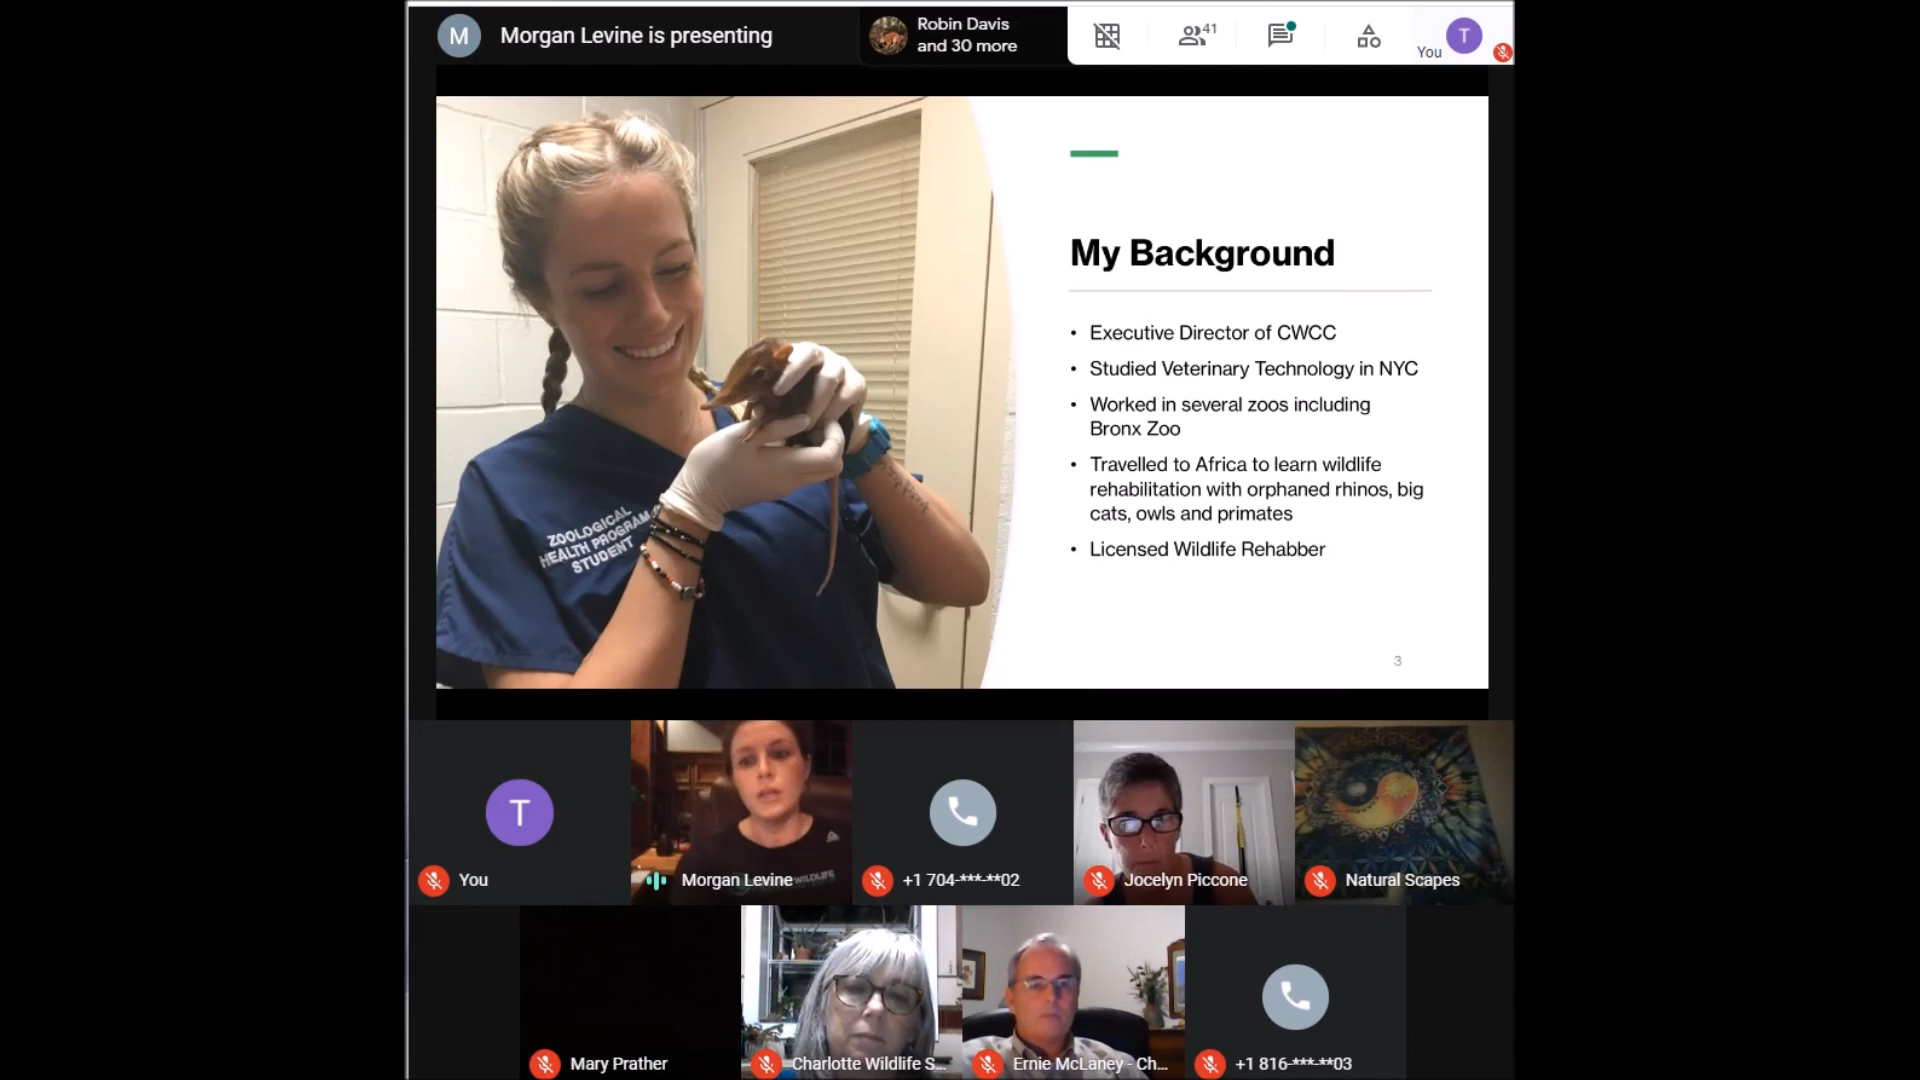 M
Morgan Levine is presenting
Robin Davis
and 30 more
41
You
T
My Background
• Executive Director of CWCC
• Studied Veterinary Technology in NYC
• Worked in several zoos including
Bronx Zoo
• Travelled to Africa to learn wildlife
rehabilitation with orphaned rhinos, big
cats, owls and primates
• Licensed Wildlife Rehabber
3
ZOOLOGICAL
HEALTH PROGRAM
STUDENT
T
You
Morgan Levine
WILDLIFE
+1 704-***-**02
Jocelyn Piccone
Natural Scapes
Mary Prather
Charlotte Wildlife S...
Ernie McLaney - Ch...
+1 816-***-**03